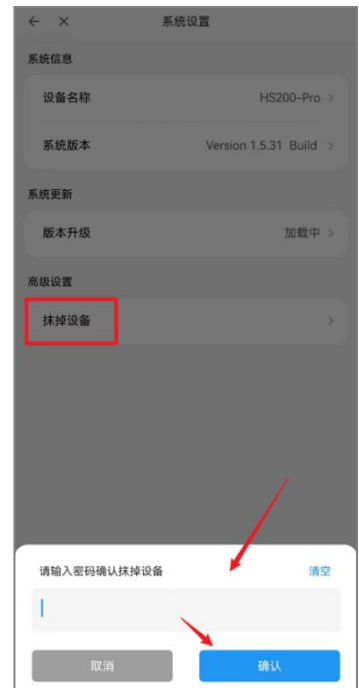 系统设置
系统信息
设备名称 HS200-Pro
系统版本 Version 1.5.31 Build
系统更新
版本升级 加载中
高级设置
抹掉设备
请输入密码确认抹掉设备 清空
取消 确认